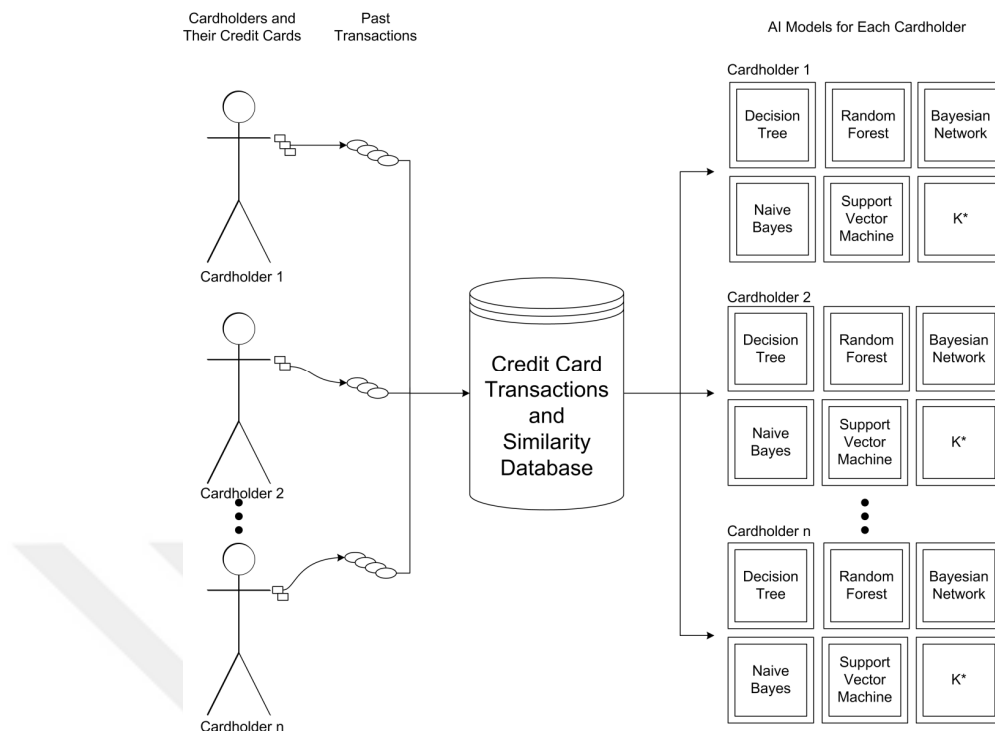 Cardholders and
Their Credit Cards
Past
Transactions
AI Models for Each Cardholder
Cardholder 1
Cardholder 2
Cardholder n
Credit Card
Transactions
and
Similarity
Database
Cardholder 1
Decision
Tree
Random
Forest
Bayesian
Network
Naive
Bayes
Support
Vector
Machine
K*
Cardholder 2
Decision
Tree
Random
Forest
Bayesian
Network
Naive
Bayes
Support
Vector
Machine
K*
Cardholder n
Decision
Tree
Random
Forest
Bayesian
Network
Naive
Bayes
Support
Vector
Machine
K*